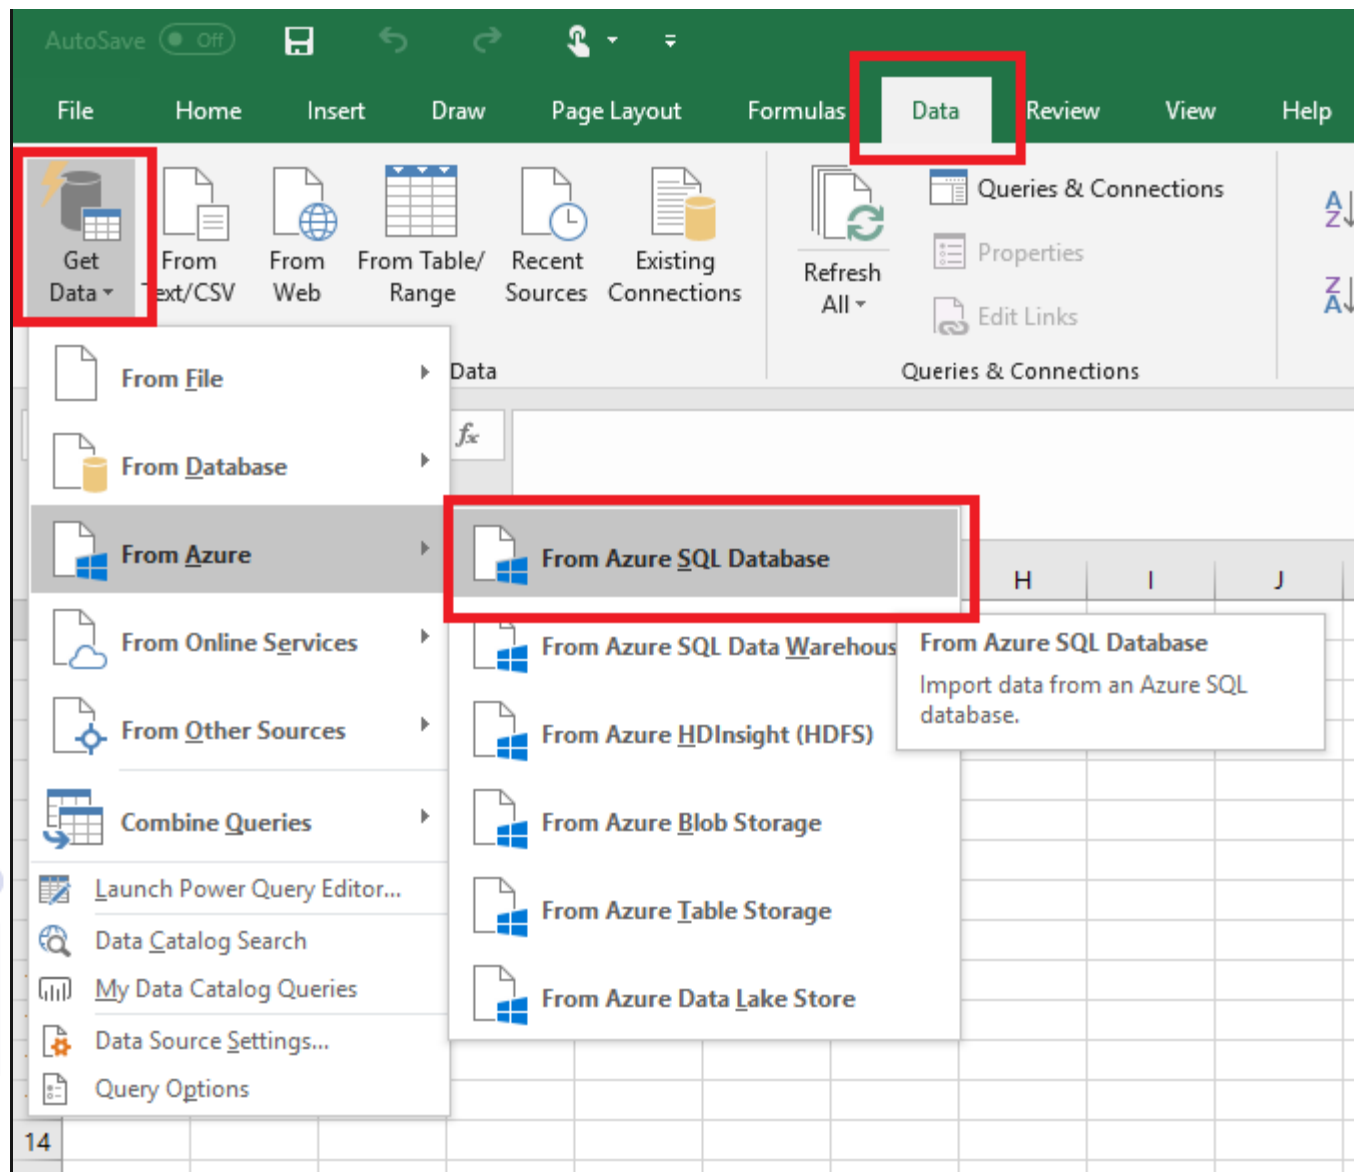 AutoSave Off
File Home Insert Draw Page Layout Formulas Data Review View Help
Get Data
From Text/CSV
From Web
From Table/ Range
Recent Sources
Existing Connections
Refresh All
Queries & Connections
Properties
Edit Links
A Z
Z A
Data
Queries & Connections
fx
From File
From Database
From Azure
From Online Services
From Other Sources
Combine Queries
Launch Power Query Editor...
Data Catalog Search
My Data Catalog Queries
Data Source Settings...
Query Options
From Azure SQL Database
From Azure SQL Data Warehous
From Azure HDInsight (HDFS)
From Azure Blob Storage
From Azure Table Storage
From Azure Data Lake Store
H I J
From Azure SQL Database
Import data from an Azure SQL
database.
14